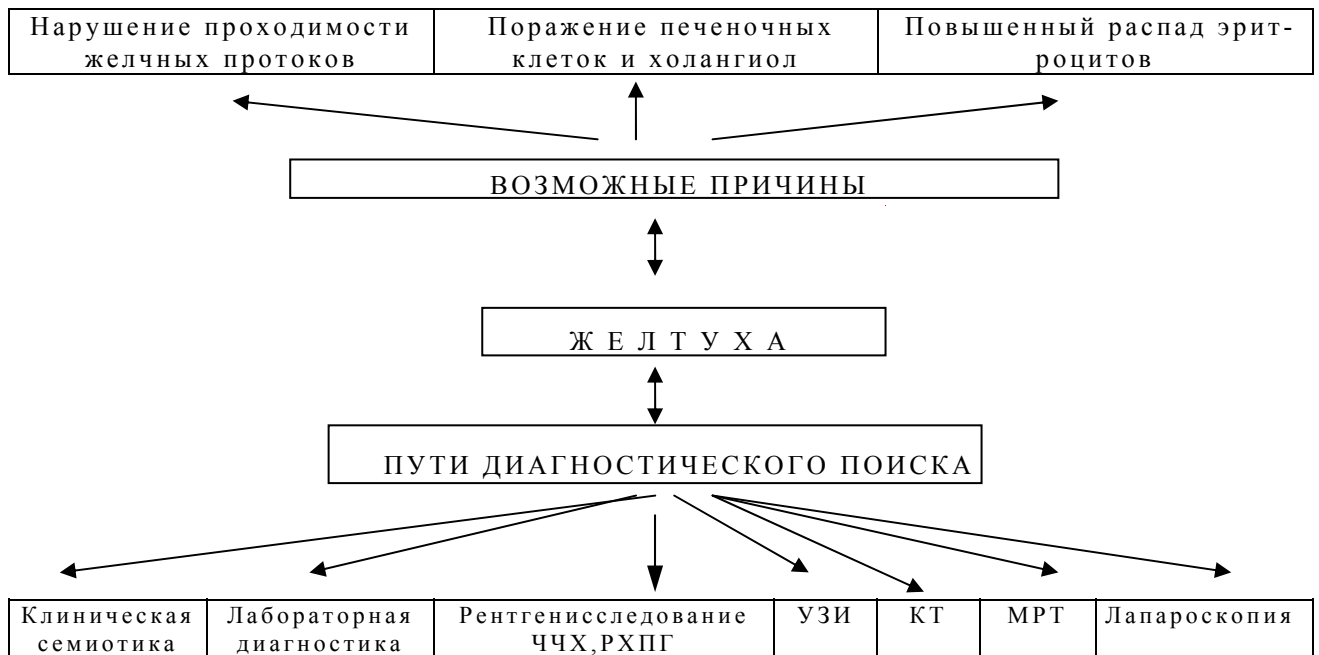 Нарушение проходимости
желчных протоков
Поражение печеночных
клеток и холангиол
Повышенный распад эрит-
роцитов
ВОЗМОЖНЫЕ ПРИЧИНЫ
ЖЕЛТУХА
ПУТИ ДИАГНОСТИЧЕСКОГО ПОИСКА
Клиническая
семиотика
Лабораторная
диагностика
Рентгенисследование
ЧЧХ,РХПГ
УЗИ
КТ
МРТ
Лапароскопия